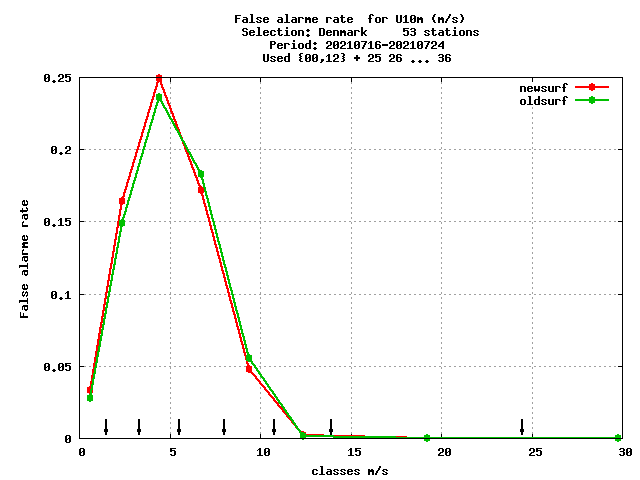 False alarme rate  for U10m (m/s)
Selection: Denmark     53 stations
Period: 20210716-20210724
Used {00,12} + 25 26 ... 36
newsurf
oldsurf
0.25
0.2
0.15
0.1
0.05
0
False alarme rate
0 5 10 15 20 25 30
classes m/s